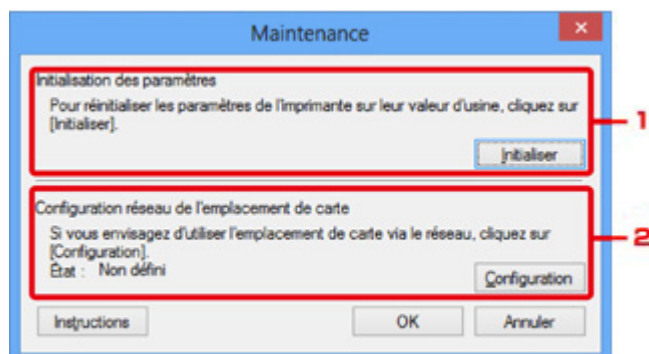 Maintenance
Initialisation des paramètres
Pour réinitialiser les paramètres de l'imprimante sur leur valeur d'usine, cliquez sur
[Initialiser].
1
Initialiser
Configuration réseau de l'emplacement de carte
Si vous envisagez d'utiliser l'emplacement de carte via le réseau, cliquez sur
[Configuration].
2
État : Non défini
Configuration
Instructions
OK
Annuler